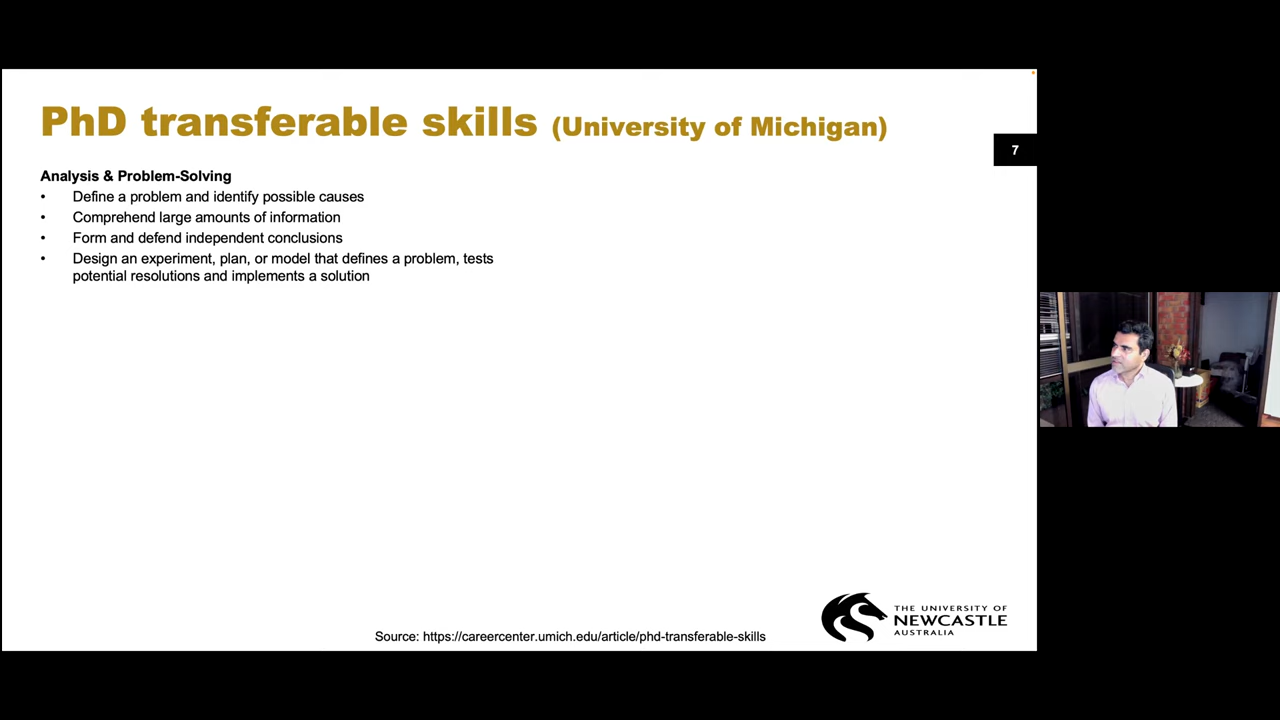 PhD transferable skills (University of Michigan)
7
Analysis & Problem-Solving
• Define a problem and identify possible causes
• Comprehend large amounts of information
• Form and defend independent conclusions
• Design an experiment, plan, or model that defines a problem, tests
potential resolutions and implements a solution
Source: https://careercenter.umich.edu/article/phd-transferable-skills
THE UNIVERSITY OF
NEWCASTLE
AUSTRALIA